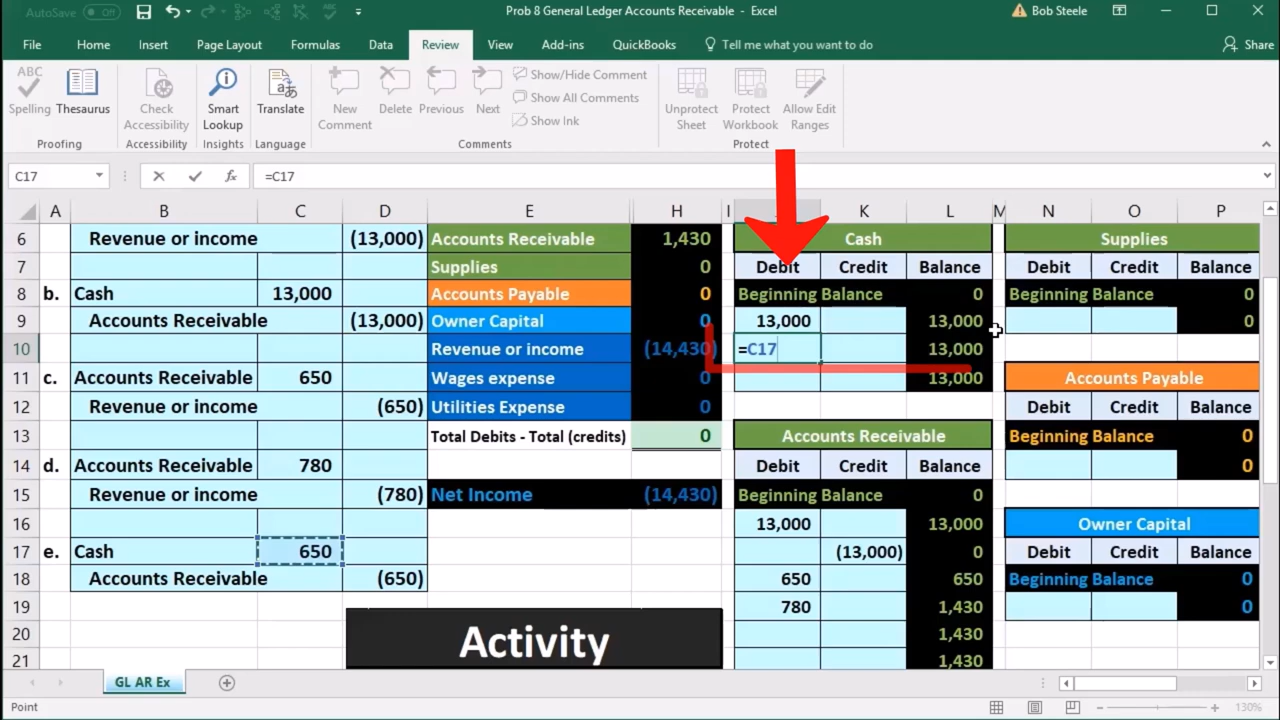 AutoSave Off Prob 8 General Ledger Accounts Receivable - Excel Bob Steele
File Home Insert Page Layout Formulas Data Review View Add-ins QuickBooks Tell me what you want to do Share
ABC
Spelling Thesaurus Check Accessibility Smart Lookup Translate New Comment Delete Previous Next Show/Hide Comment Show All Comments Show Ink Unprotect Sheet Protect Workbook Allow Edit Ranges
Proofing Accessibility Insights Language Comments Protect
C17 fx =C17
A B C D E H I K L M N O P
6 Revenue or income (13,000) Accounts Receivable 1,430 Cash Supplies
7 Supplies 0 Debit Credit Balance Debit Credit Balance
8 b. Cash 13,000 Accounts Payable 0 Beginning Balance 0 Beginning Balance 0
9 Accounts Receivable (13,000) Owner Capital 0 13,000 13,000 0
10 Revenue or income (14,430) =C17 13,000
11 c. Accounts Receivable 650 Wages expense 0 13,000 Accounts Payable
12 Revenue or income (650) Utilities Expense 0 Debit Credit Balance
13 Total Debits - Total (credits) 0 Accounts Receivable Beginning Balance 0
14 d. Accounts Receivable 780 Debit Credit Balance 0
15 Revenue or income (780) Net Income (14,430) Beginning Balance 0
16 13,000 13,000 Owner Capital
17 e. Cash 650 (13,000) 0 Debit Credit Balance
18 Accounts Receivable (650) 650 650 Beginning Balance 0
19 780 1,430 0
20 Activity 1,430
21 1,430
GL AR Ex
Point 130%